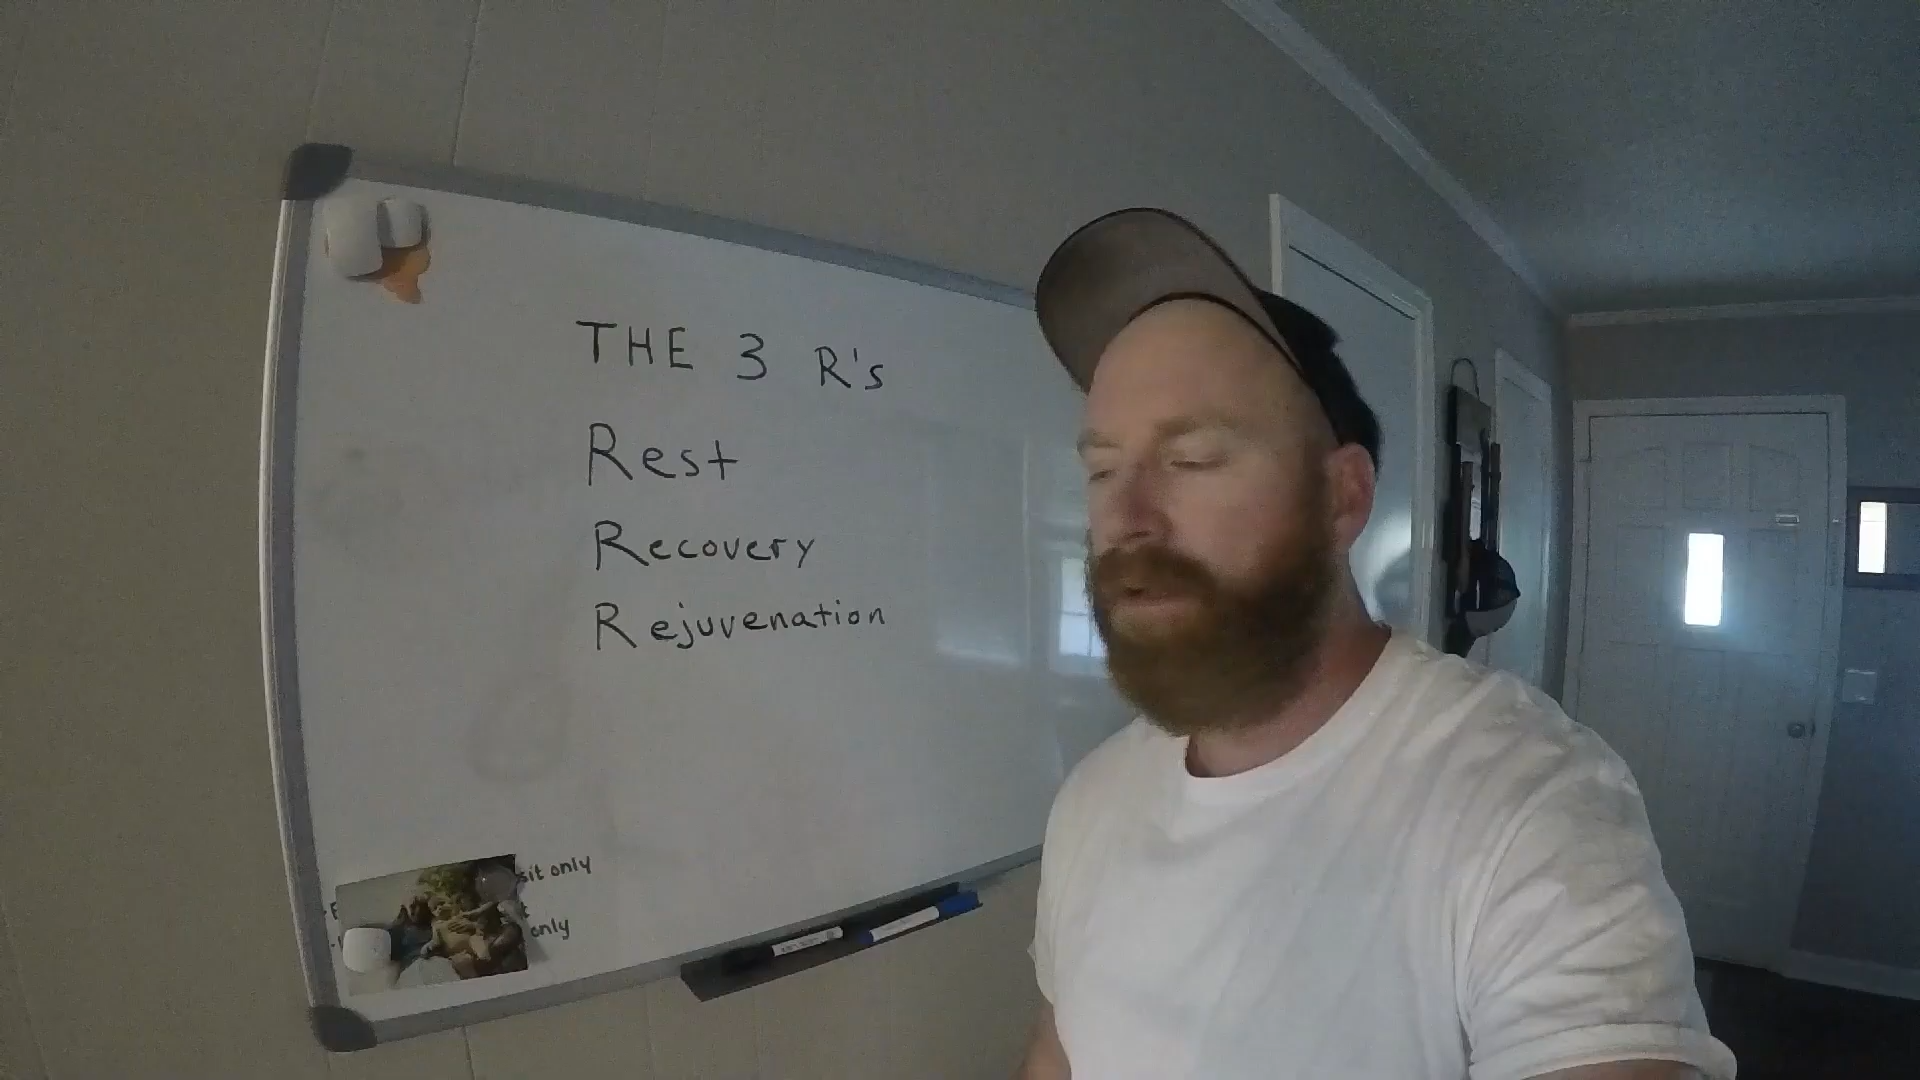 THE 3 R's
Rest
Recovery
Rejuvenation
sit only
only